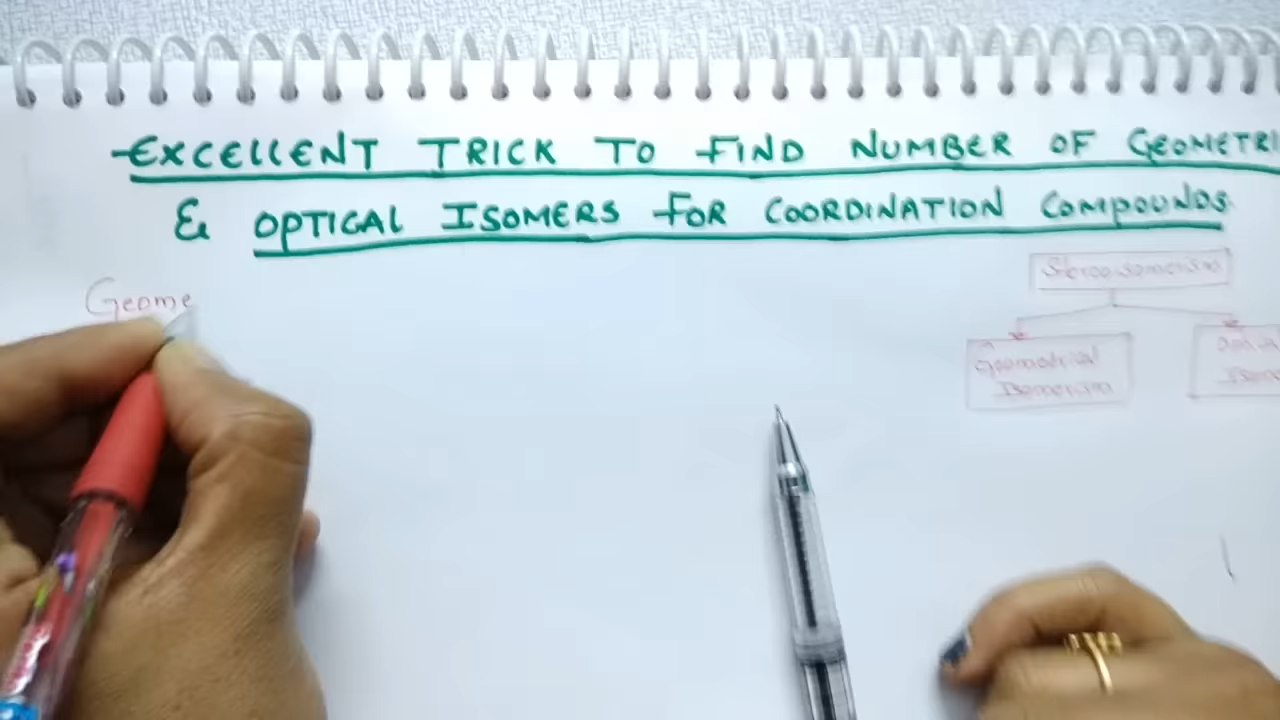 EXCELLENT TRICK TO FIND NUMBER OF GEOMETRI
& OPTICAL ISOMERS FOR COORDINATION COMPOUNDS
Stereoisomerism
Geome
Geometrical
Isomerism